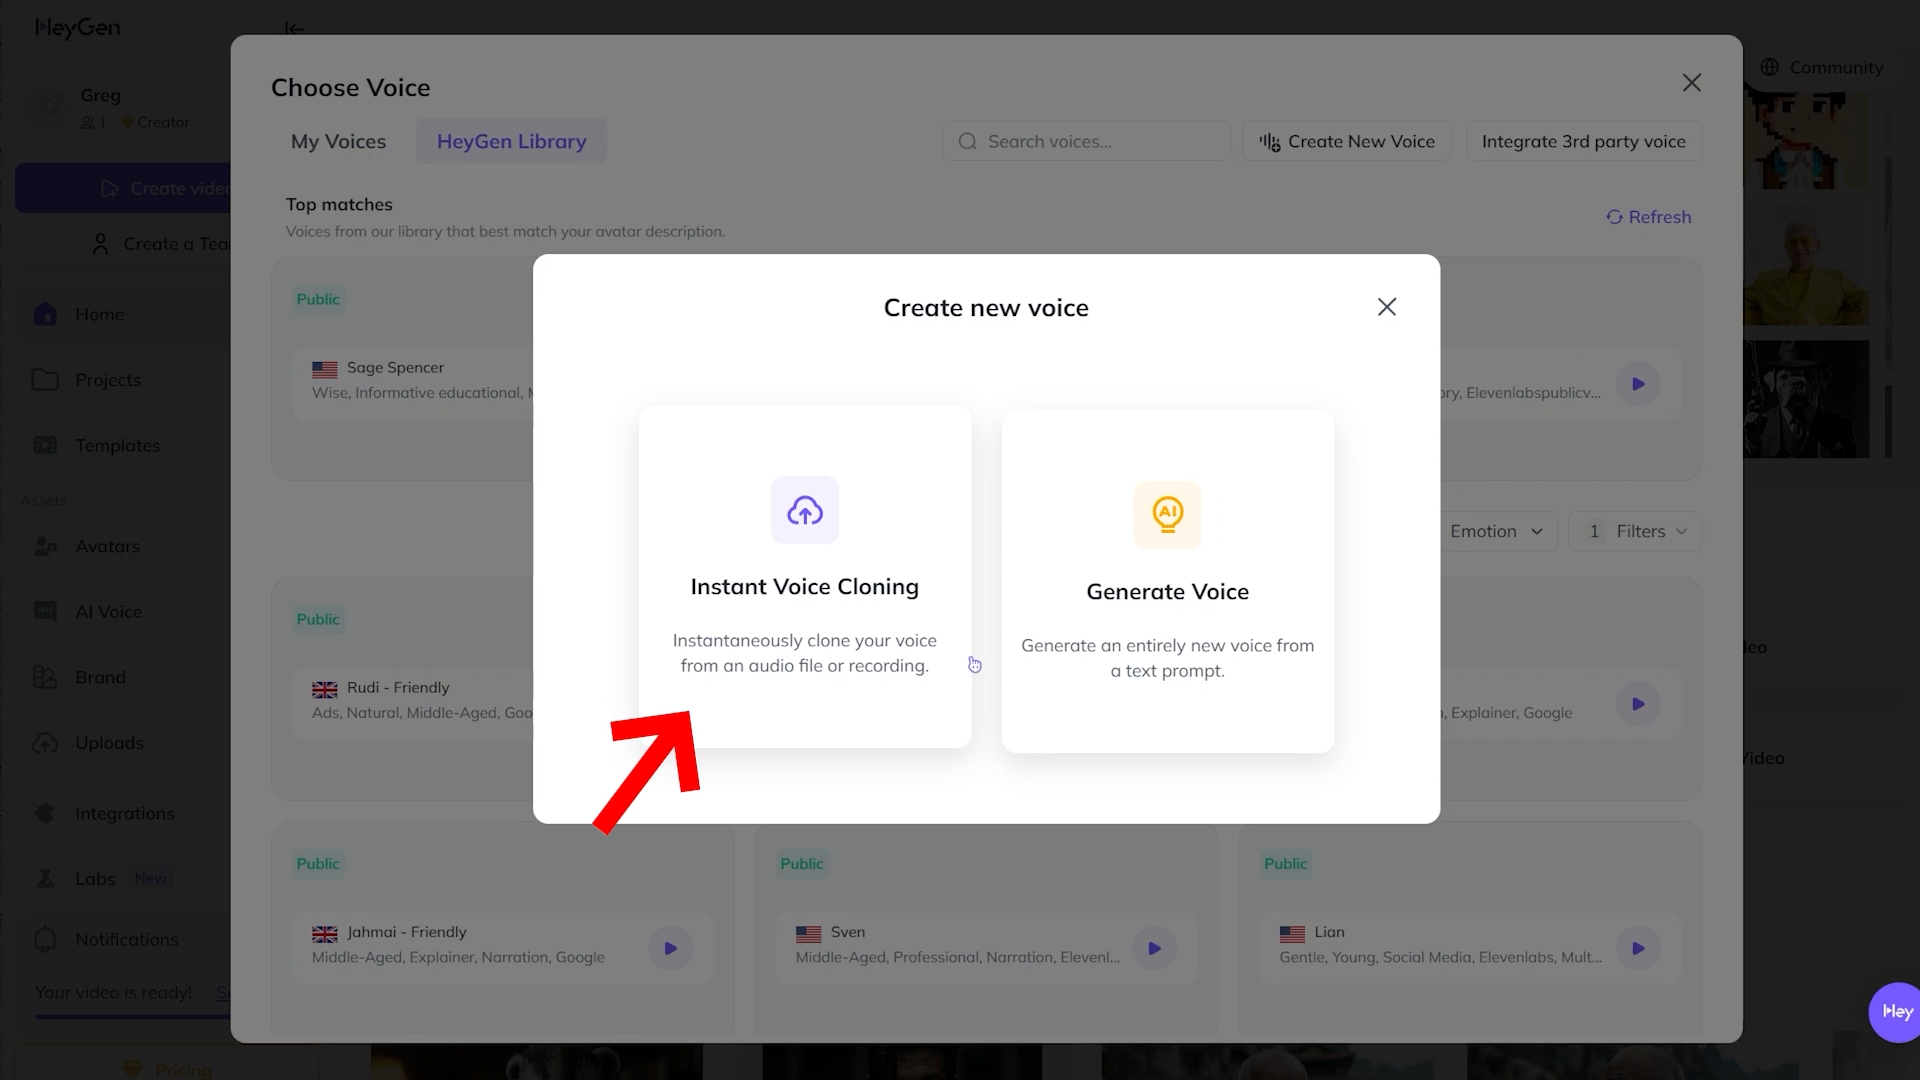 HeyGen
Greg
1 Creator
Create video
Create a Tea
Home
Projects
Templates
Assets
Avatars
AI Voice
Brand
Uploads
Integrations
Labs New
Notifications
Your video is ready!
Pricing
Choose Voice
My Voices
HeyGen Library
Search voices...
Create New Voice
Integrate 3rd party voice
Community
Top matches
Voices from our library that best match your avatar description.
Refresh
Public
Sage Spencer
Wise, Informative educational,
Elevenlabspublicv...
Create new voice
Instant Voice Cloning
Instantaneously clone your voice
from an audio file or recording.
AI
Generate Voice
Generate an entirely new voice from
a text prompt.
Emotion
1 Filters
Public
Rudi - Friendly
Ads, Natural, Middle-Aged, Goo
, Explainer, Google
deo
Video
Public
Jahmai - Friendly
Middle-Aged, Explainer, Narration, Google
Public
Sven
Middle-Aged, Professional, Narration, Elevenl...
Public
Lian
Gentle, Young, Social Media, Elevenlabs, Mult...
Hey